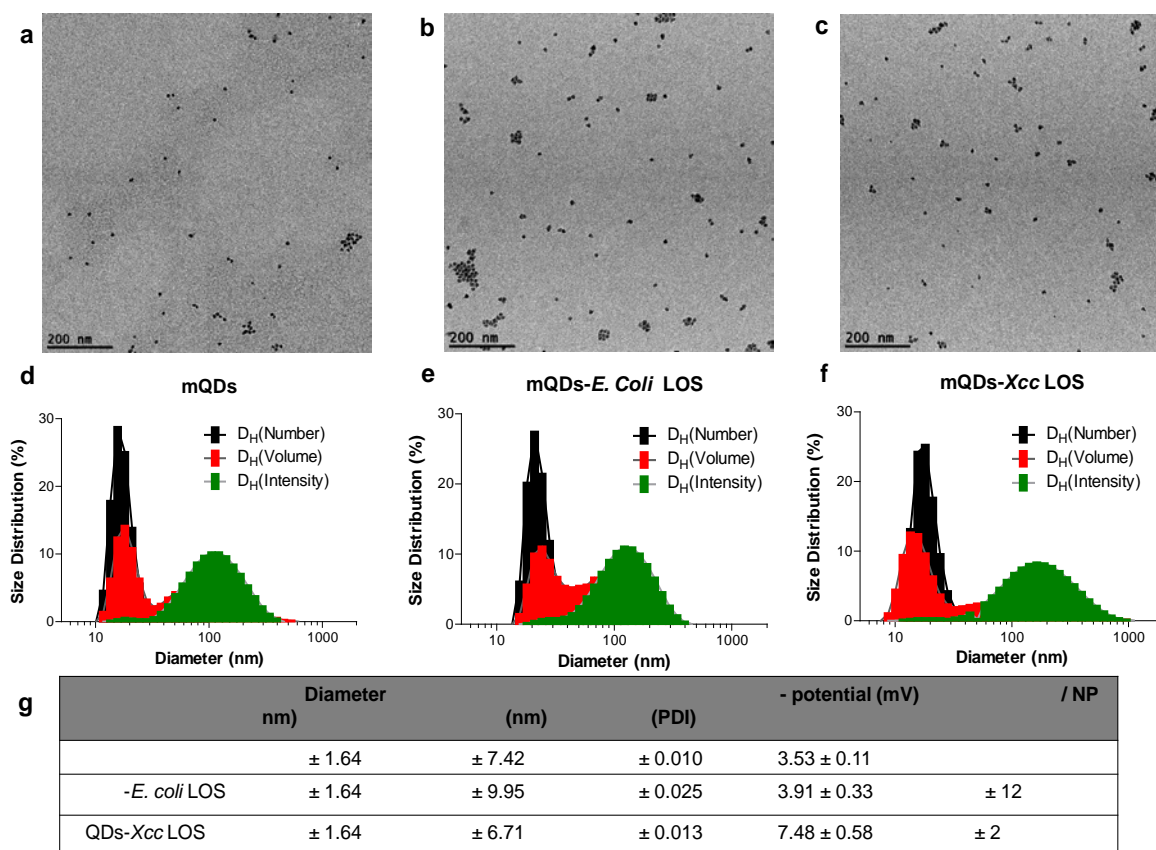 a
b
c
200 nm
200 nm
200 nm
d
mQDs
e
mQDs-E. Coli LOS
f
mQDs-Xcc LOS
Size Distribution (%)
30
20
10
0
DH(Number)
DH(Volume)
DH(Intensity)
10 100 1000
Diameter (nm)
Size Distribution (%)
30
20
10
0
DH(Number)
DH(Volume)
DH(Intensity)
10 100 1000
Diameter (nm)
Size Distribution (%)
30
20
10
0
DH(Number)
DH(Volume)
DH(Intensity)
10 100 1000
Diameter (nm)
g
Diameter - potential (mV) / NP
nm) (nm) (PDI)
± 1.64 ± 7.42 ± 0.010 3.53 ± 0.11
-E. coli LOS ± 1.64 ± 9.95 ± 0.025 3.91 ± 0.33 ± 12
QDs-Xcc LOS ± 1.64 ± 6.71 ± 0.013 7.48 ± 0.58 ± 2